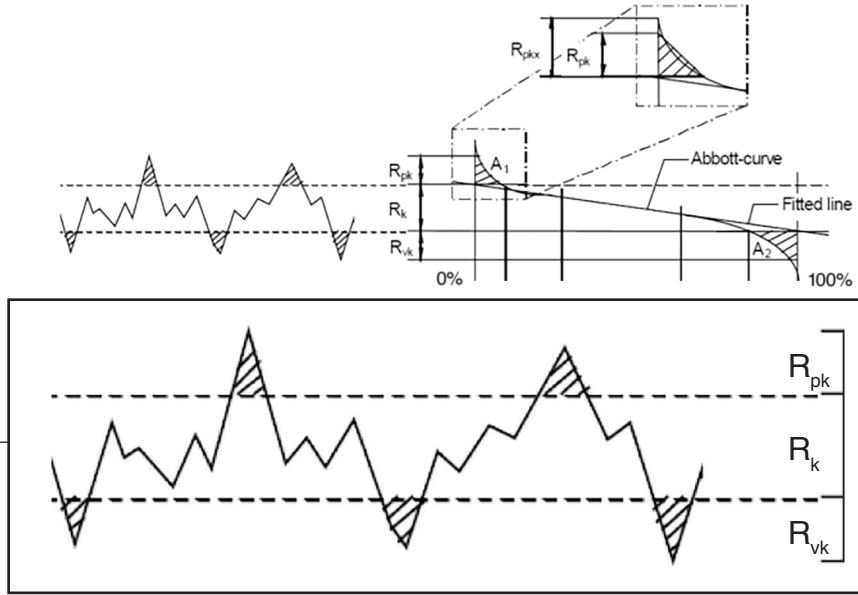 Rpkx
Rpk
A1
Abbott-curve
Rpk
Rk
Fitted line
Rvk
A2
0%
100%
Rpk
Rk
Rvk